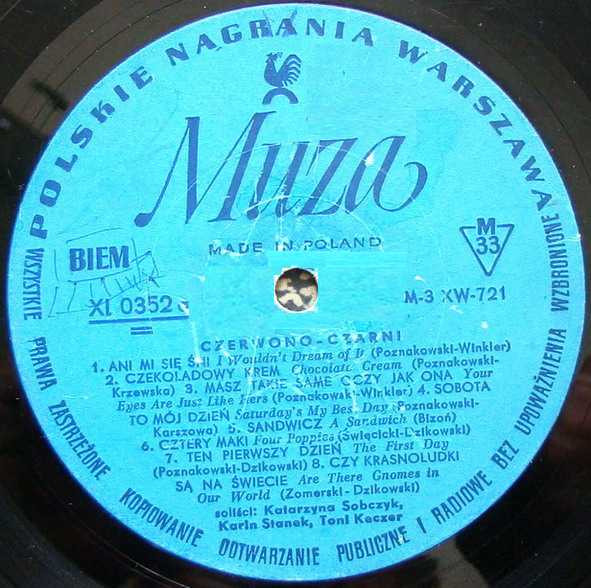 POLSKIE NAGRANIA WARSZAWA
Muza
MADE IN POLAND
BIEM
M
33
XL 0352
M-3 XW-721
CZERWONO-CZARNI
1. ANI MI SIĘ ŚNI I Wouldn't Dream of It (Poznakowski-Winkler)
2. CZEKOLADOWY KREM Chocolate Cream (Poznakowski-
Krzewska) 3. MASZ TAKIE SAME OCZY JAK ONA Your
Eyes Are Just Like Hers (Poznakowski-Winkler) 4. SOBOTA
TO MÓJ DZIEŃ Saturday's My Best Day (Poznakowski-
Karszowa) 5. SANDWICZ A Sandwich (Bizoń)
6. CZTERY MAKI Four Poppies (Święcicki-Dzikowski)
7. TEN PIERWSZY DZIEŃ The First Day
(Poznakowski-Dzikowski) 8. CZY KRASNOLUDKI
SĄ NA ŚWIECIE Are There Gnomes in
Our World (Zomerski-Dzikowski)
soliści: Katarzyna Sobczyk,
Karin Stanek, Toni Keczer
WSZYSTKIE PRAWA ZASTRZEŻONE KOPIOWANIE ODTWARZANIE PUBLICZNE I RADIOWE BEZ UPOWAŻNIENIA WZBRONIONE